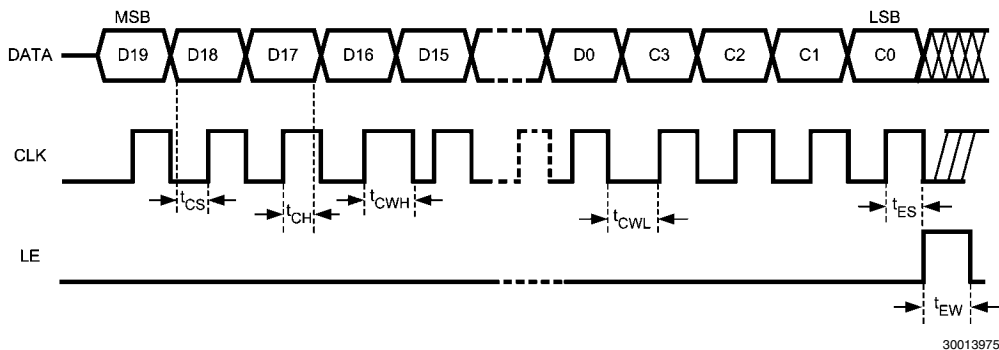 MSB LSB
DATA D19 D18 D17 D16 D15 D0 C3 C2 C1 C0
CLK
tCS tCH tCWH tCWL tES
LE
tEW
30013975